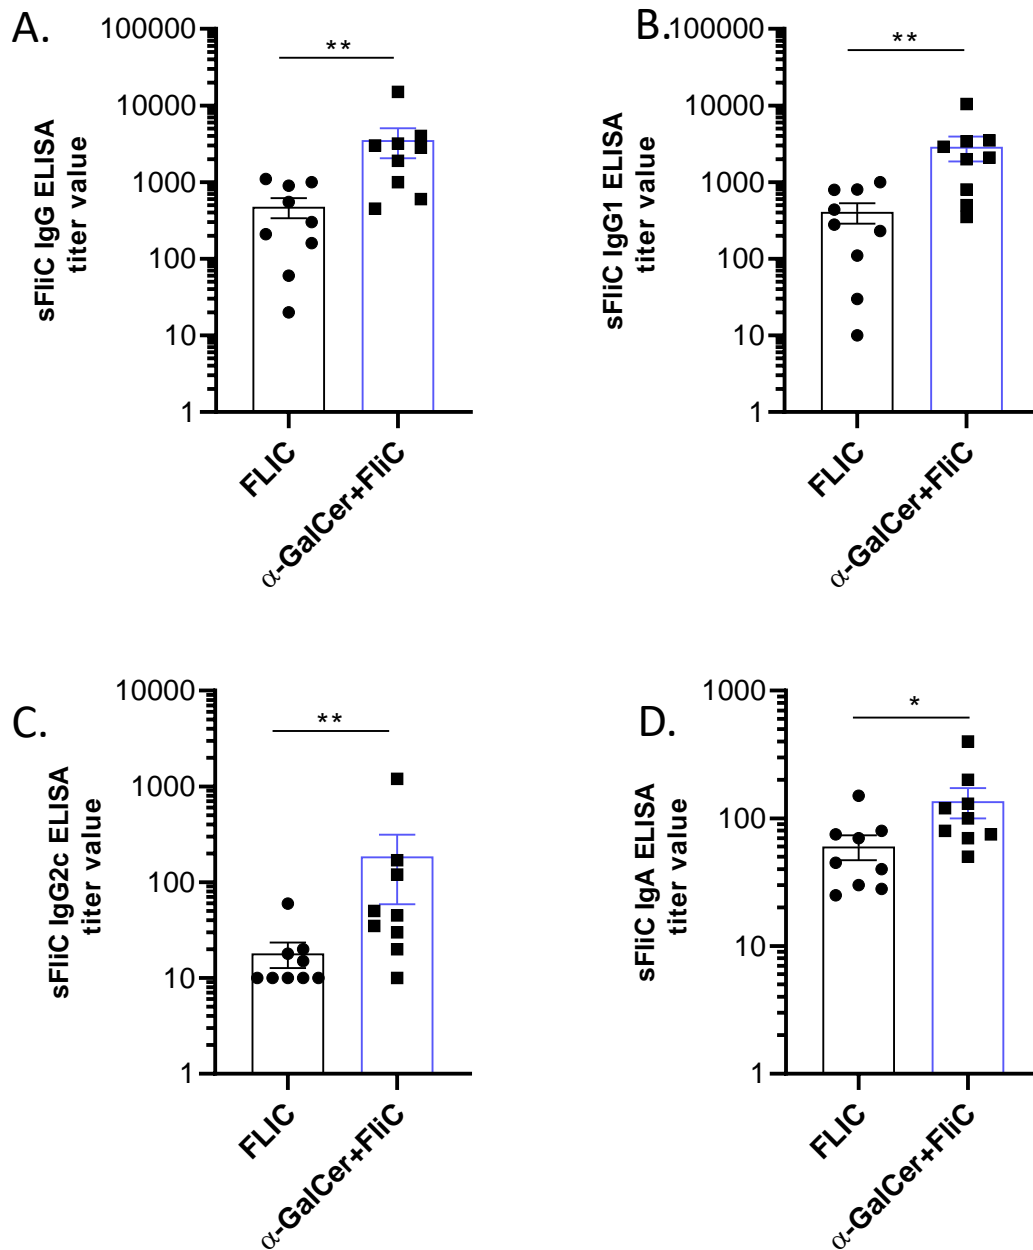 A.
100000
10000
1000
100
10
1
sFliC IgG ELISA
titer value
**
FLIC
α-GalCer+FliC
B.
100000
10000
1000
100
10
1
sFliC IgG1 ELISA
titer value
**
FLIC
α-GalCer+FliC
C.
10000
1000
100
10
1
sFliC IgG2c ELISA
titer value
**
FLIC
α-GalCer+FliC
D.
1000
100
10
1
sFliC IgA ELISA
titer value
*
FLIC
α-GalCer+FliC